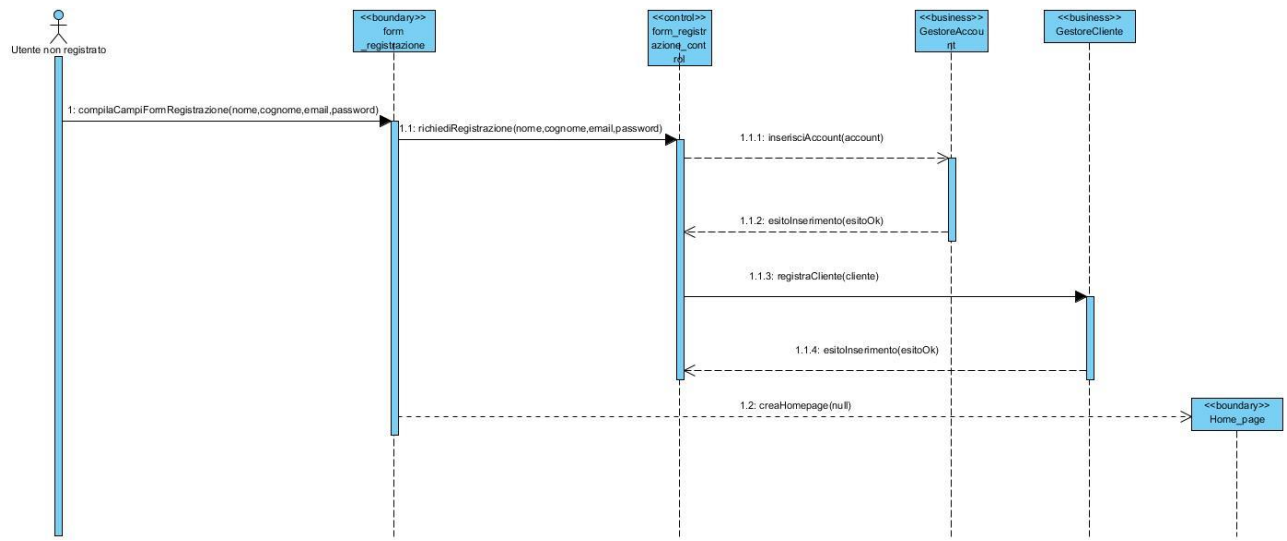 Utente non registrato
<<boundary>>
form
_registrazione
<<control>>
form_registr
azione_cont
rol
<<business>>
GestoreAccou
nt
<<business>>
GestoreCliente
1: compilaCampiFormRegistrazione(nome,cognome,email,password)
1.1: richiediRegistrazione(nome,cognome,email,password)
1.1.1: inserisciAccount(account)
1.1.2: esitoInserimento(esitoOk)
1.1.3: registraCliente(cliente)
1.1.4: esitoInserimento(esitoOk)
1.2: creaHomepage(null)
<<boundary>>
Home_page